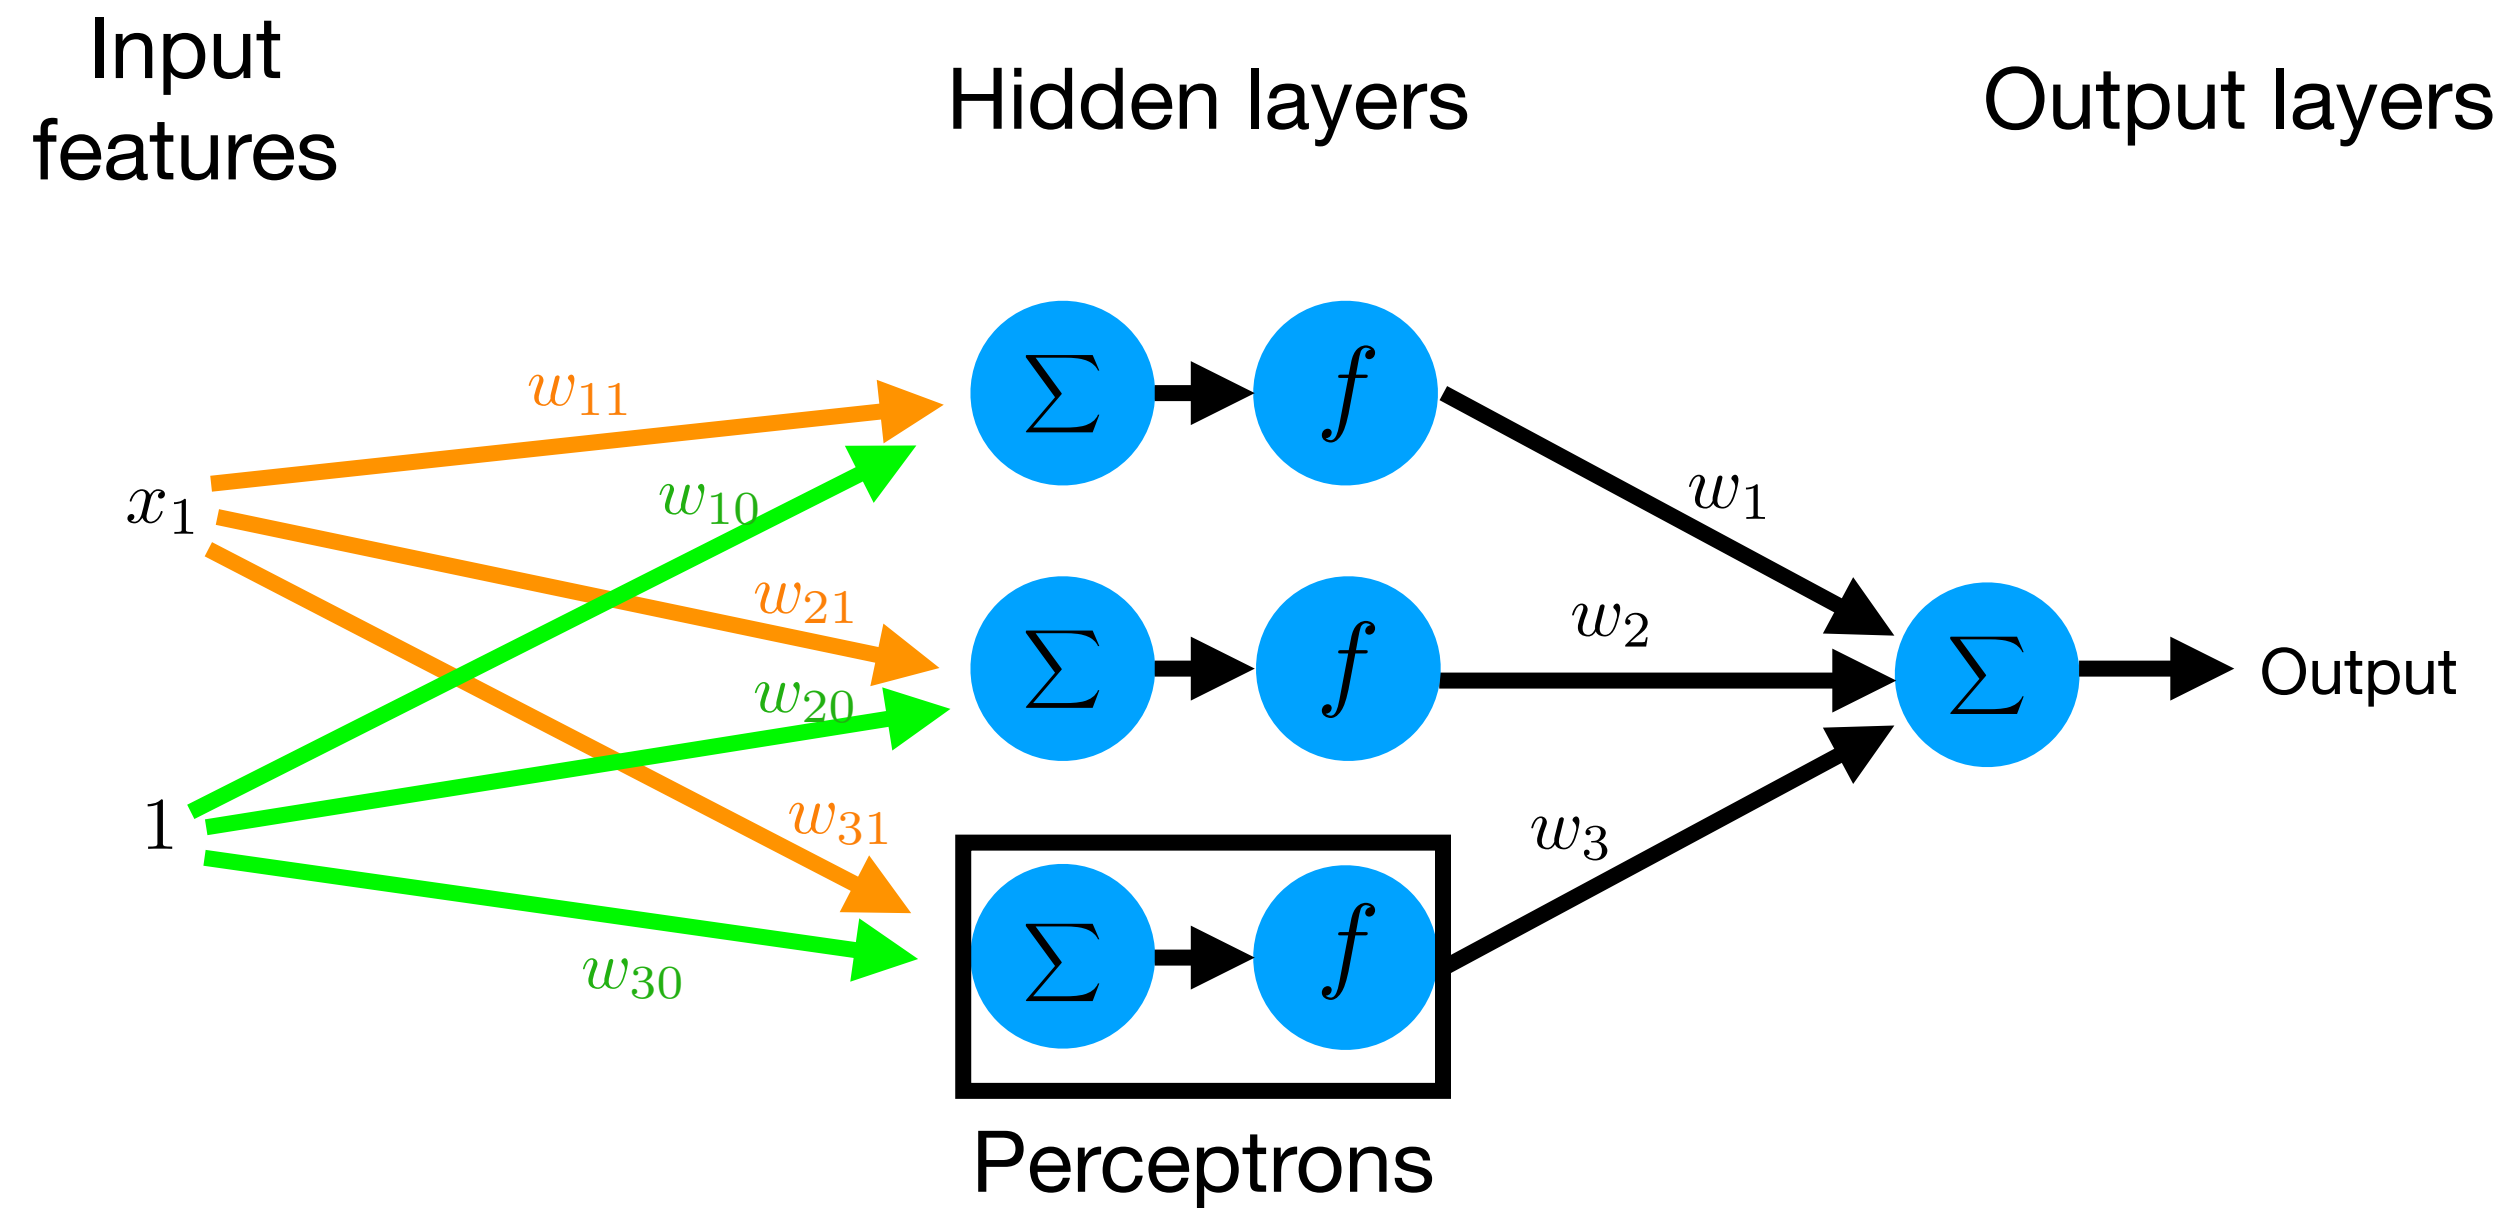 Input
features
Hidden layers
Output layers
w₁₁
w₁₀
x₁
w₂₁
w₂₀
1
w₃₁
w₃₀
Σ
f
Σ
f
Σ
f
w₁
w₂
w₃
Σ
Output
Perceptrons